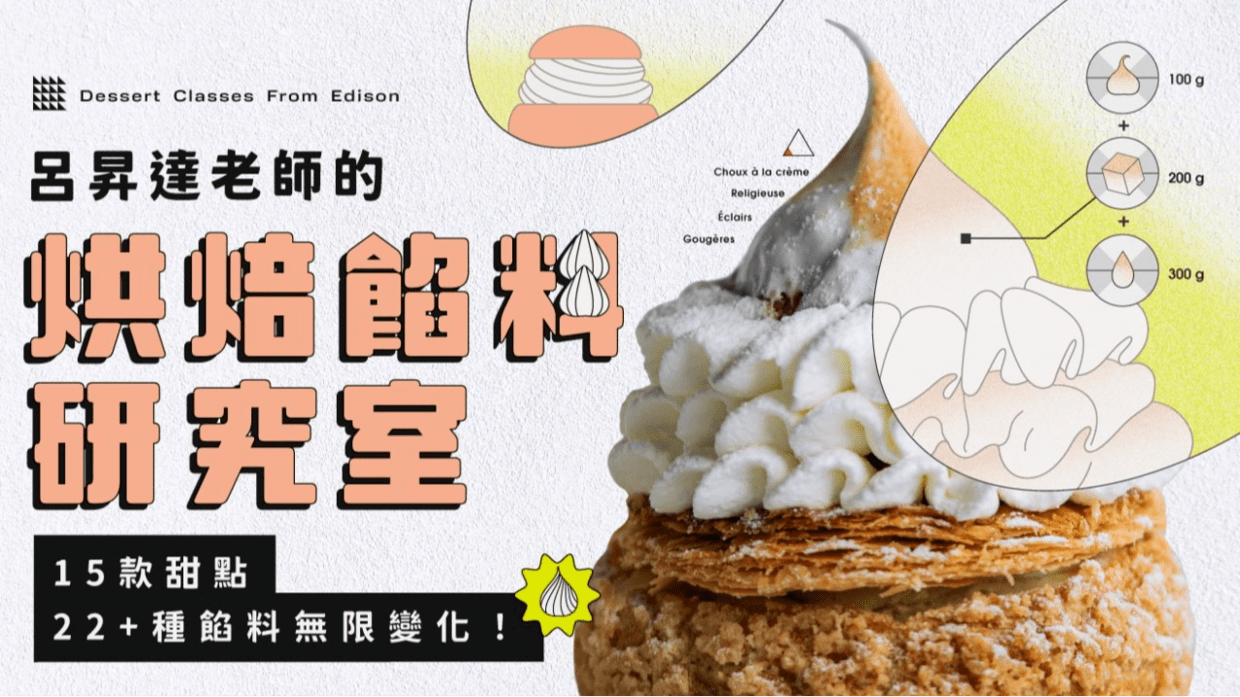 Dessert Classes From Edison
呂昇達老師的
烘焙餡料
研究室
15款甜點
22+種餡料無限變化！
Choux à la crème
Religieuse
Éclairs
Gougères
100 g
+
200 g
+
300 g